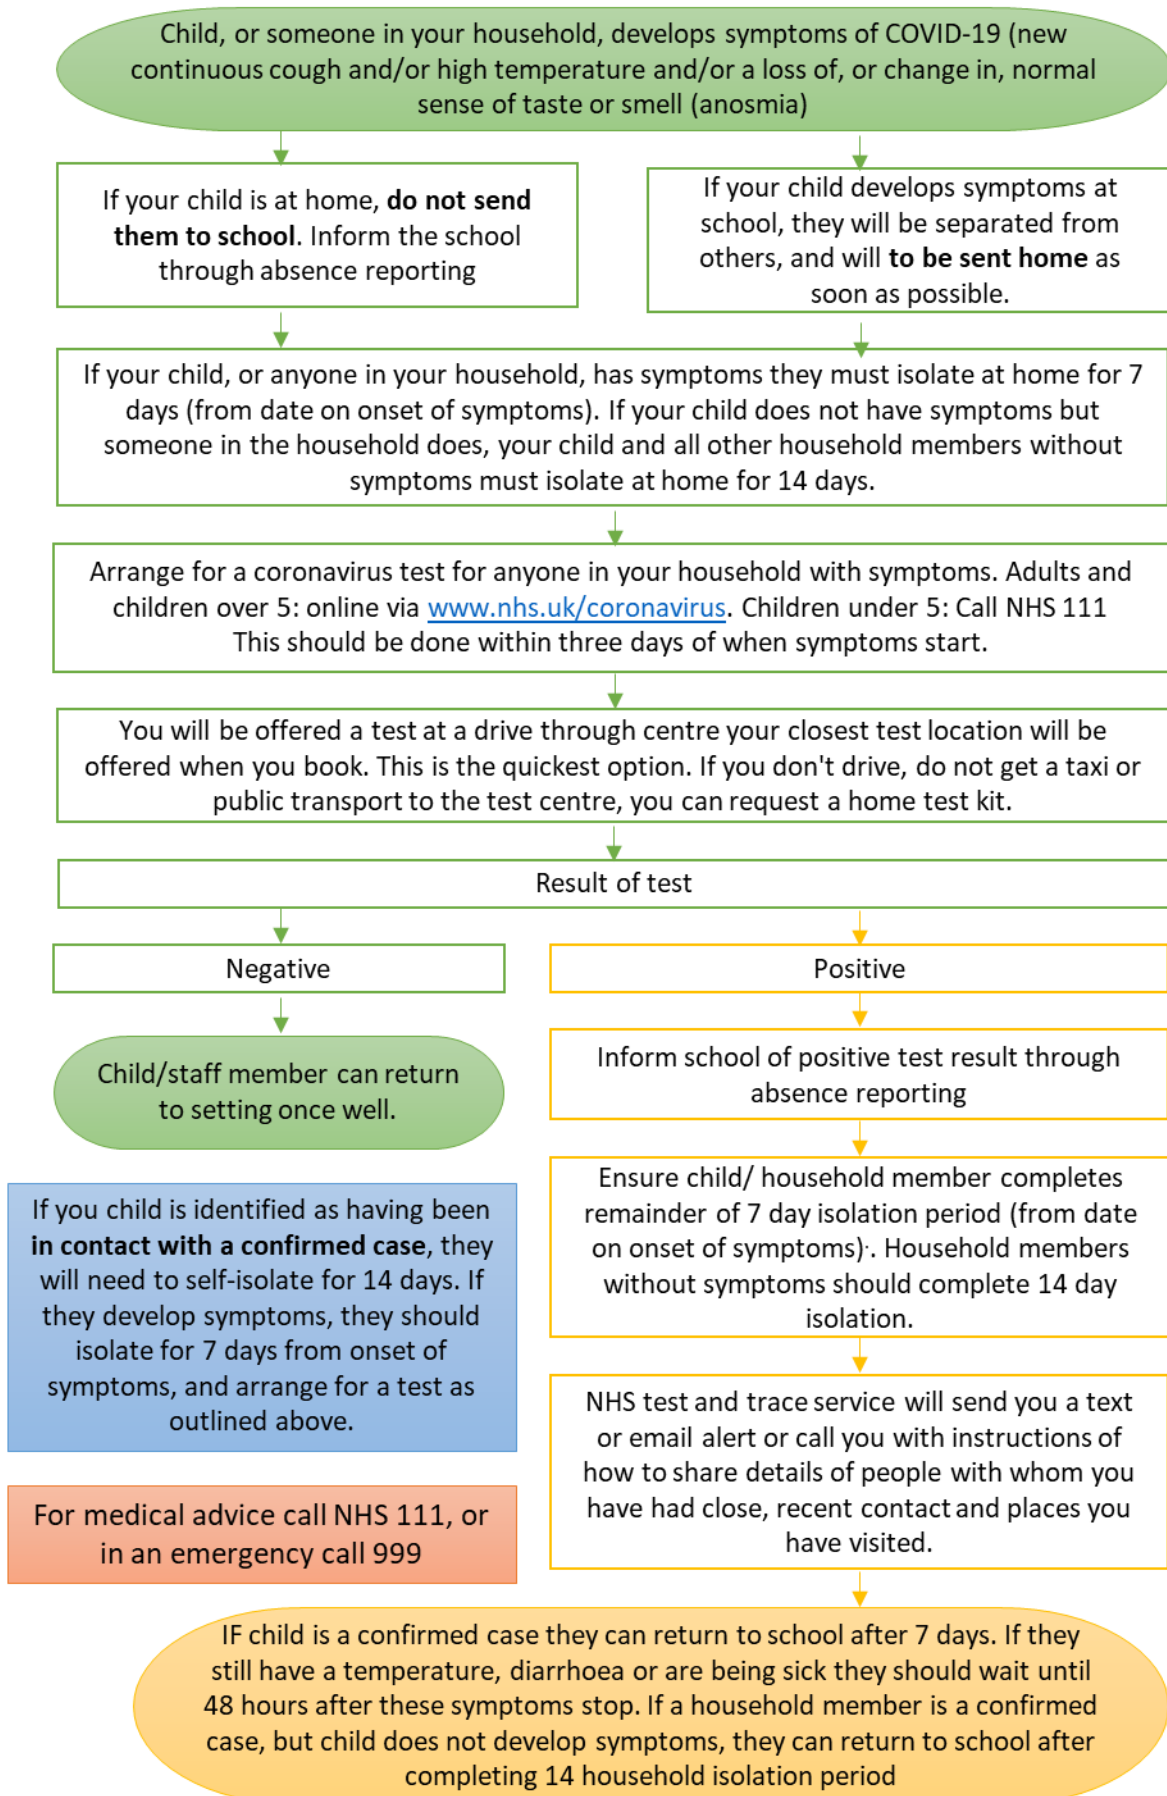 Child, or someone in your household, develops symptoms of COVID-19 (new
continuous cough and/or high temperature and/or a loss of, or change in, normal
sense of taste or smell (anosmia)
If your child is at home, do not send
them to school. Inform the school
through absence reporting
If your child develops symptoms at
school, they will be separated from
others, and will to be sent home as
soon as possible.
If your child, or anyone in your household, has symptoms they must isolate at home for 7
days (from date on onset of symptoms). If your child does not have symptoms but
someone in the household does, your child and all other household members without
symptoms must isolate at home for 14 days.
Arrange for a coronavirus test for anyone in your household with symptoms. Adults and
children over 5: online via www.nhs.uk/coronavirus. Children under 5: Call NHS 111
This should be done within three days of when symptoms start.
You will be offered a test at a drive through centre your closest test location will be
offered when you book. This is the quickest option. If you don't drive, do not get a taxi or
public transport to the test centre, you can request a home test kit.
Result of test
Negative
Child/staff member can return
to setting once well.
Positive
Inform school of positive test result through
absence reporting
Ensure child/ household member completes
remainder of 7 day isolation period (from date
on onset of symptoms)·. Household members
without symptoms should complete 14 day
isolation.
NHS test and trace service will send you a text
or email alert or call you with instructions of
how to share details of people with whom you
have had close, recent contact and places you
have visited.
If you child is identified as having been
in contact with a confirmed case, they
will need to self-isolate for 14 days. If
they develop symptoms, they should
isolate for 7 days from onset of
symptoms, and arrange for a test as
outlined above.
For medical advice call NHS 111, or
in an emergency call 999
IF child is a confirmed case they can return to school after 7 days. If they
still have a temperature, diarrhoea or are being sick they should wait until
48 hours after these symptoms stop. If a household member is a confirmed
case, but child does not develop symptoms, they can return to school after
completing 14 household isolation period